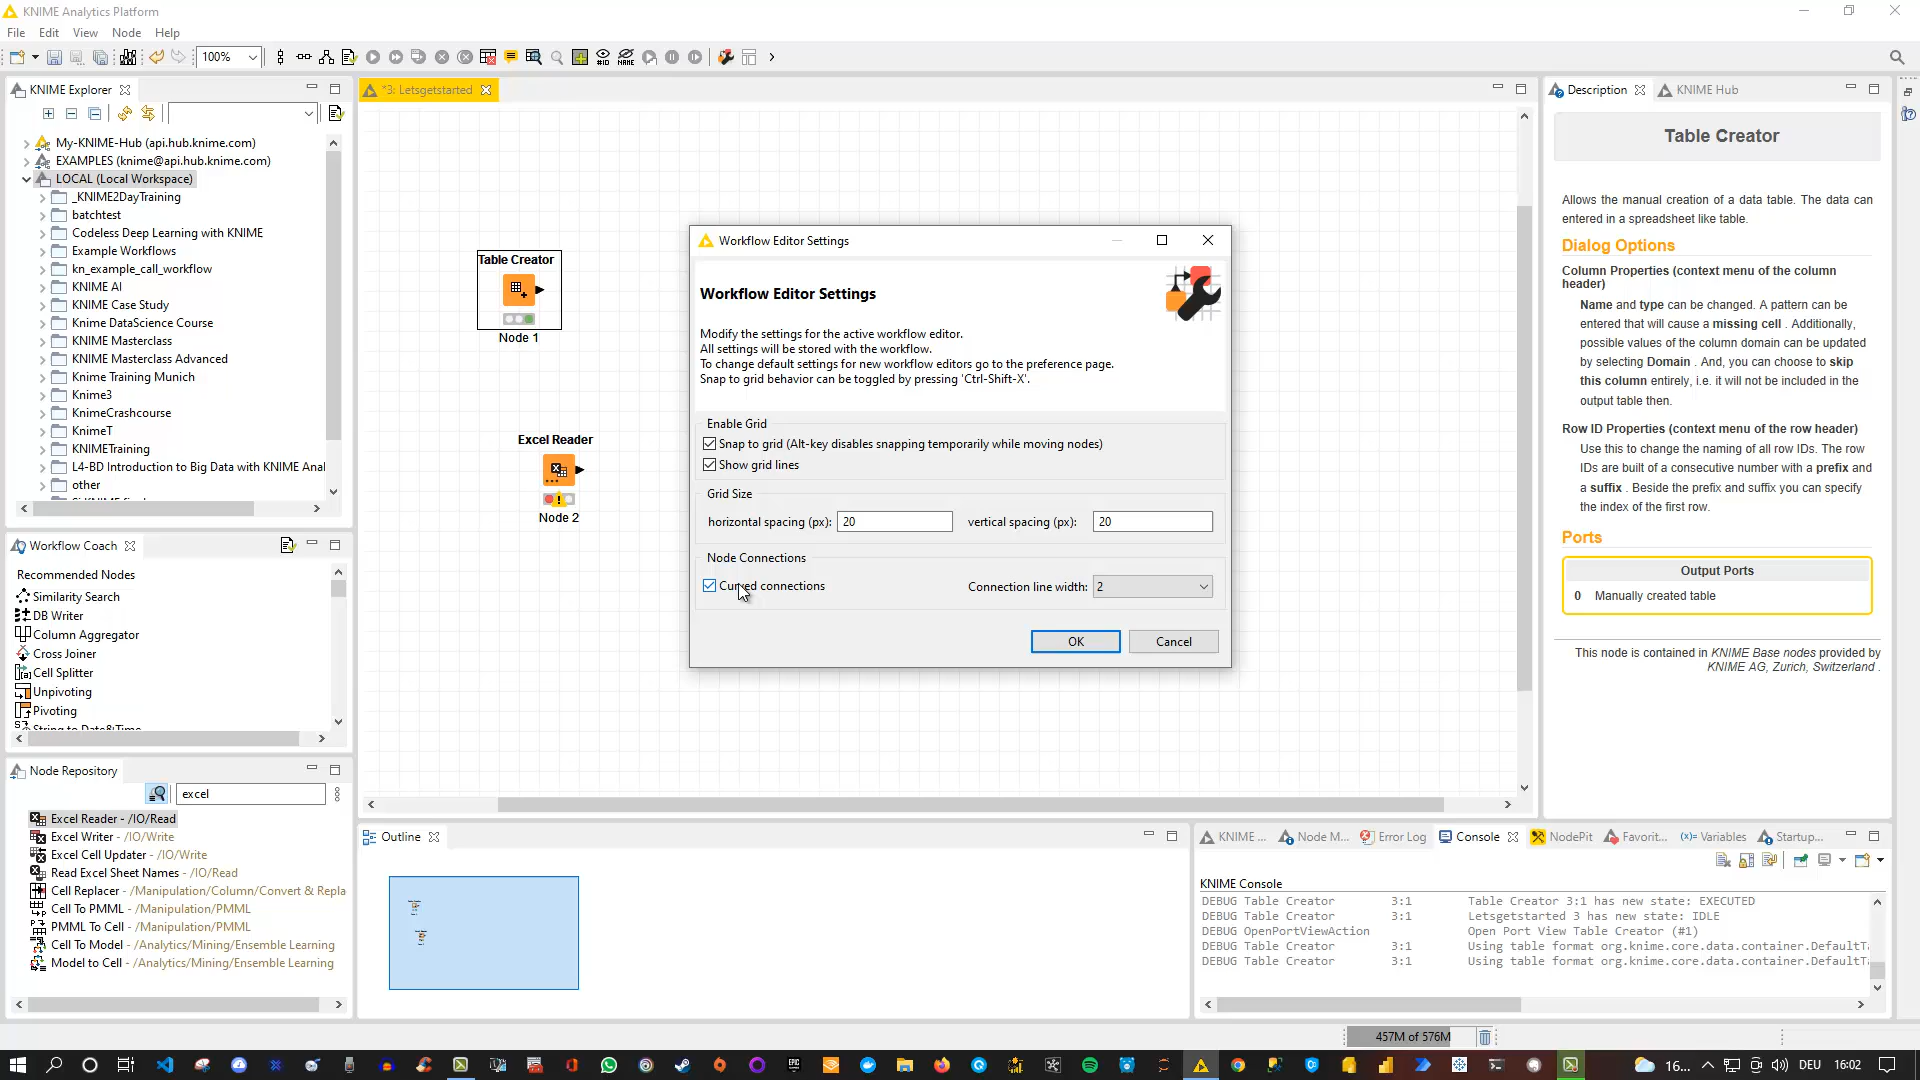 KNIME Analytics Platform
File Edit View Node Help
100%
KNIME Explorer
My-KNIME-Hub (api.hub.knime.com)
EXAMPLES (knime@api.hub.knime.com)
LOCAL (Local Workspace)
_KNIME2DayTraining
batchtest
Codeless Deep Learning with KNIME
Example Workflows
kn_example_call_workflow
KNIME AI
KNIME Case Study
Knime DataScience Course
KNIME Masterclass
KNIME Masterclass Advanced
Knime Training Munich
Knime3
KnimeCrashcourse
KnimeT
KNIMETraining
L4-BD Introduction to Big Data with KNIME Anal
other
Workflow Coach
Recommended Nodes
Similarity Search
DB Writer
Column Aggregator
Cross Joiner
Cell Splitter
Unpivoting
Pivoting
String to Date&Time
Node Repository
excel
Excel Reader - /IO/Read
Excel Writer - /IO/Write
Excel Cell Updater - /IO/Write
Read Excel Sheet Names - /IO/Read
Cell Replacer - /Manipulation/Column/Convert & Repla
Cell To PMML - /Manipulation/PMML
PMML To Cell - /Manipulation/PMML
Cell To Model - /Analytics/Mining/Ensemble Learning
Model to Cell - /Analytics/Mining/Ensemble Learning
*3: Letsgetstarted
Table Creator
Node 1
Excel Reader
Node 2
Workflow Editor Settings
Workflow Editor Settings
Modify the settings for the active workflow editor.
All settings will be stored with the workflow.
To change default settings for new workflow editors go to the preference page.
Snap to grid behavior can be toggled by pressing 'Ctrl-Shift-X'.
Enable Grid
Snap to grid (Alt-key disables snapping temporarily while moving nodes)
Show grid lines
Grid Size
horizontal spacing (px): 20 vertical spacing (px): 20
Node Connections
Curved connections Connection line width: 2
OK Cancel
Outline
Description KNIME Hub
Table Creator
Allows the manual creation of a data table. The data can
entered in a spreadsheet like table.
Dialog Options
Column Properties (context menu of the column
header)
Name and type can be changed. A pattern can be
entered that will cause a missing cell . Additionally,
possible values of the column domain can be updated
by selecting Domain . And, you can choose to skip
this column entirely, i.e. it will not be included in the
output table then.
Row ID Properties (context menu of the row header)
Use this to change the naming of all row IDs. The row
IDs are built of a consecutive number with a prefix and
a suffix . Beside the prefix and suffix you can specify
the index of the first row.
Ports
Output Ports
0 Manually created table
This node is contained in KNIME Base nodes provided by
KNIME AG, Zurich, Switzerland .
KNIME ... Node M... Error Log Console NodePit Favorit... (x)= Variables Startup...
KNIME Console
DEBUG Table Creator 3:1 Table Creator 3:1 has new state: EXECUTED
DEBUG Table Creator 3:1 Letsgetstarted 3 has new state: IDLE
DEBUG OpenPortViewAction Open Port View Table Creator (#1)
DEBUG Table Creator 3:1 Using table format org.knime.core.data.container.DefaultTa
DEBUG Table Creator 3:1 Using table format org.knime.core.data.container.DefaultTa
457M of 576M
16... DEU 16:02